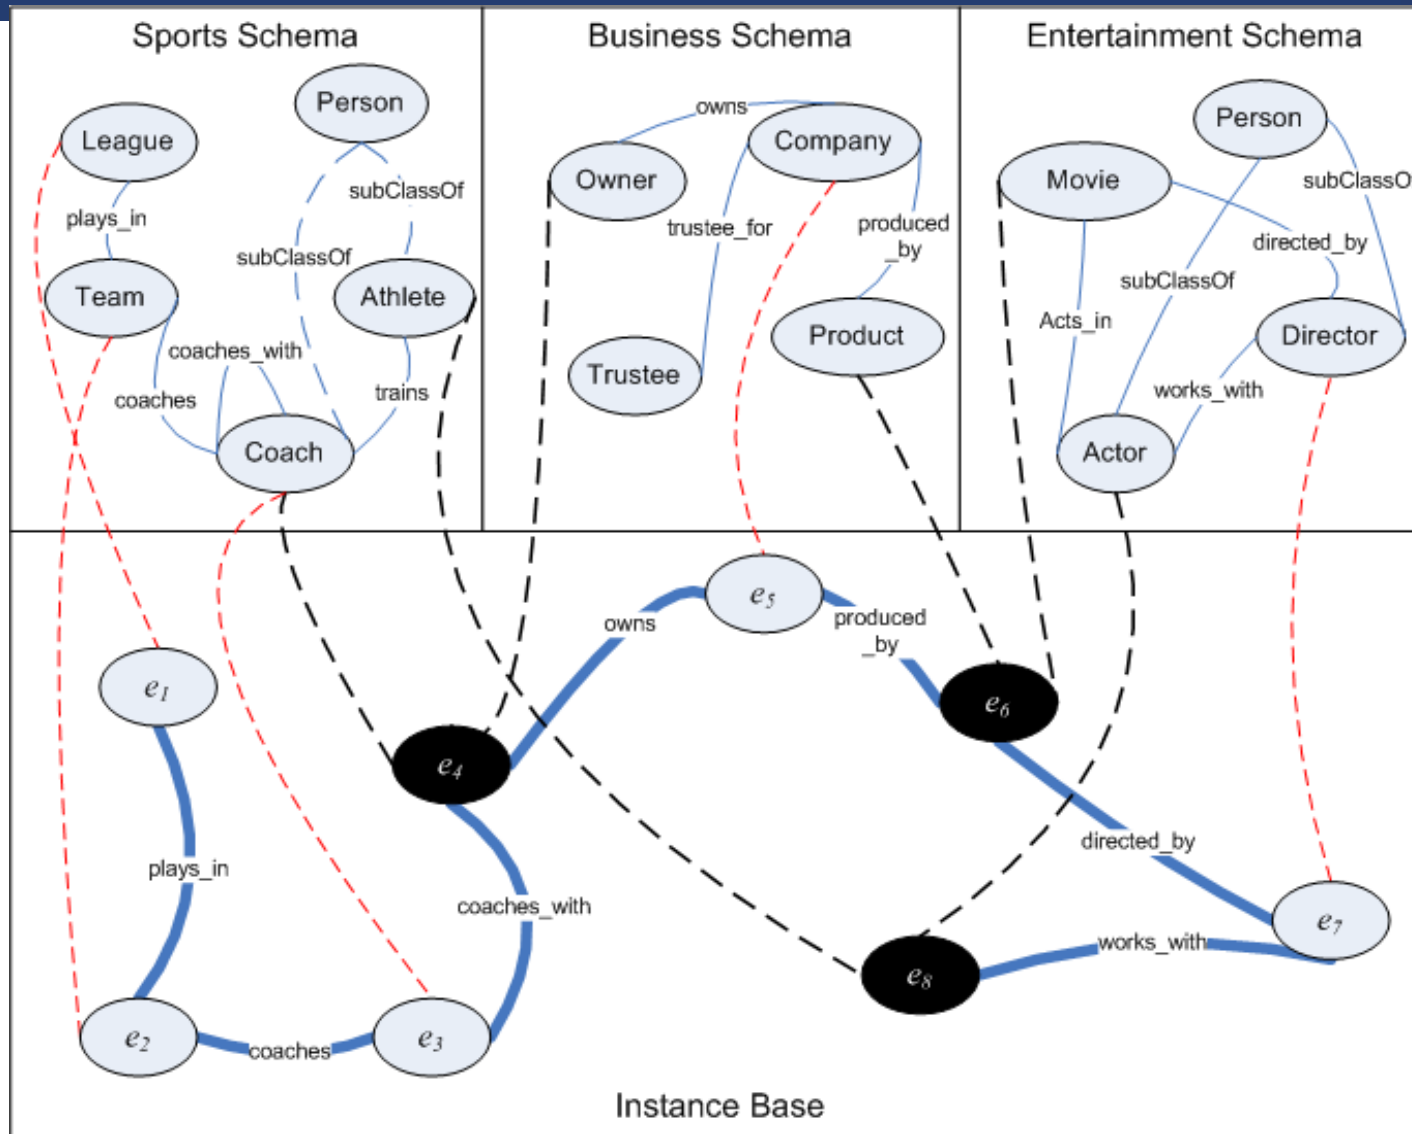 Sports Schema
Business Schema
Entertainment Schema
League
Person
plays_in
subClassOf
subClassOf
Team
Athlete
coaches_with
coaches
trains
Coach
owns
Company
Owner
trustee_for
produced
_by
Product
Trustee
Person
Movie
subClassOf
directed_by
subClassOf
Acts_in
Director
works_with
Actor
e5
owns
produced
_by
e1
e6
e4
plays_in
directed_by
coaches_with
e7
works_with
e8
e2
coaches
e3
Instance Base